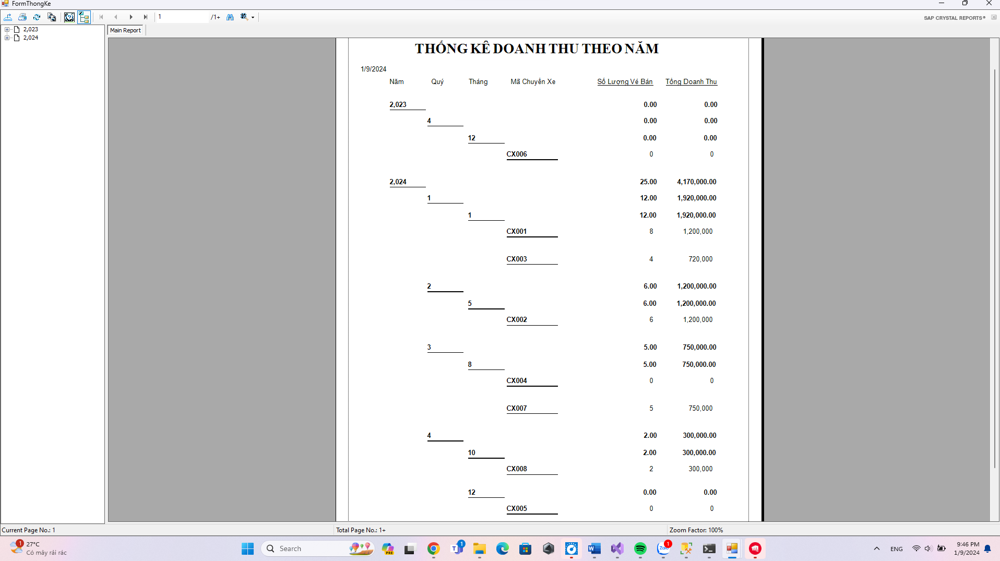 FormThongKe
1 /1+
SAP CRYSTAL REPORTS®
2,023
2,024
Main Report
THỐNG KÊ DOANH THU THEO NĂM
1/9/2024
Năm Quý Tháng Mã Chuyến Xe Số Lượng Vé Bán Tổng Doanh Thu
2,023 0.00 0.00
4 0.00 0.00
12 0.00 0.00
CX006 0 0
2,024 25.00 4,170,000.00
1 12.00 1,920,000.00
1 12.00 1,920,000.00
CX001 8 1,200,000
CX003 4 720,000
2 6.00 1,200,000.00
5 6.00 1,200,000.00
CX002 6 1,200,000
3 5.00 750,000.00
8 5.00 750,000.00
CX004 0 0
CX007 5 750,000
4 2.00 300,000.00
10 2.00 300,000.00
CX008 2 300,000
12 0.00 0.00
CX005 0 0
Current Page No.: 1 Total Page No.: 1+ Zoom Factor: 100%
1
27°C
Có mây rải rác
Search
PRE
1
Zalo
1
ENG
9:46 PM
1/9/2024